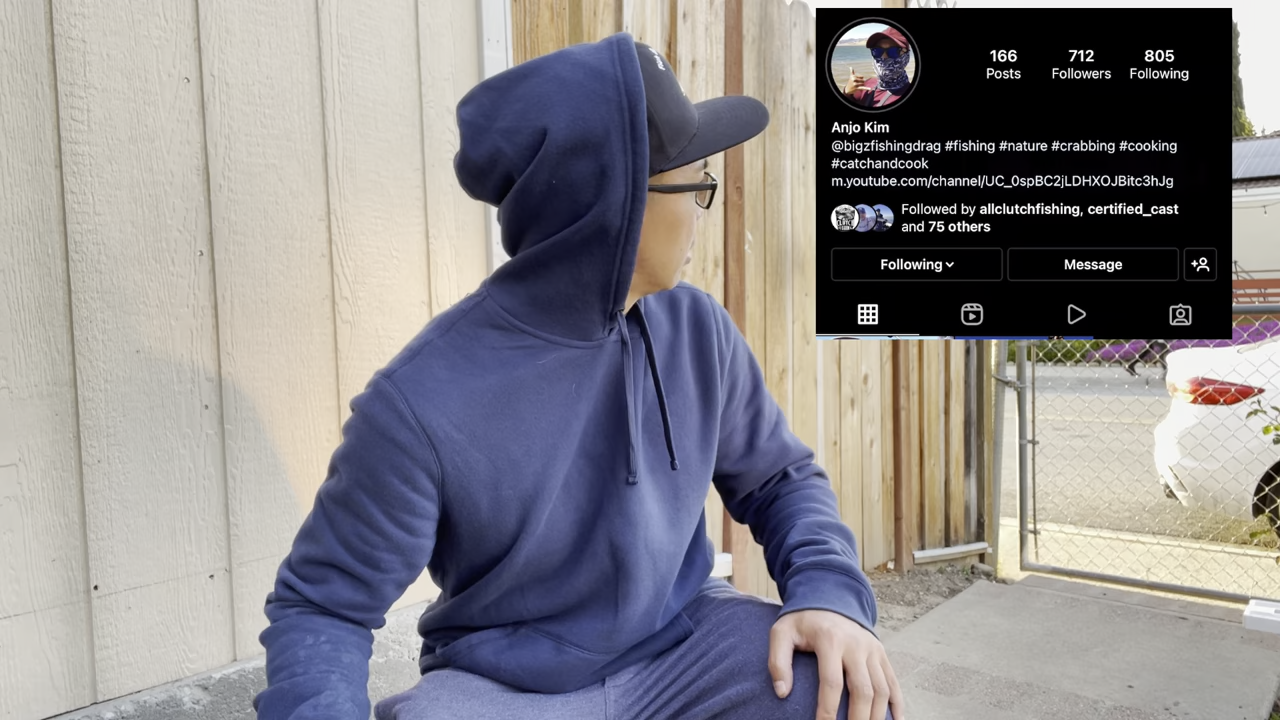 166 712 805
Posts Followers Following
Anjo Kim
@bigzfishingdrag #fishing #nature #crabbing #cooking
#catchandcook
m.youtube.com/channel/UC_0spBC2jLDHXOJBitc3hJg
Followed by allclutchfishing, certified_cast
and 75 others
Following Message